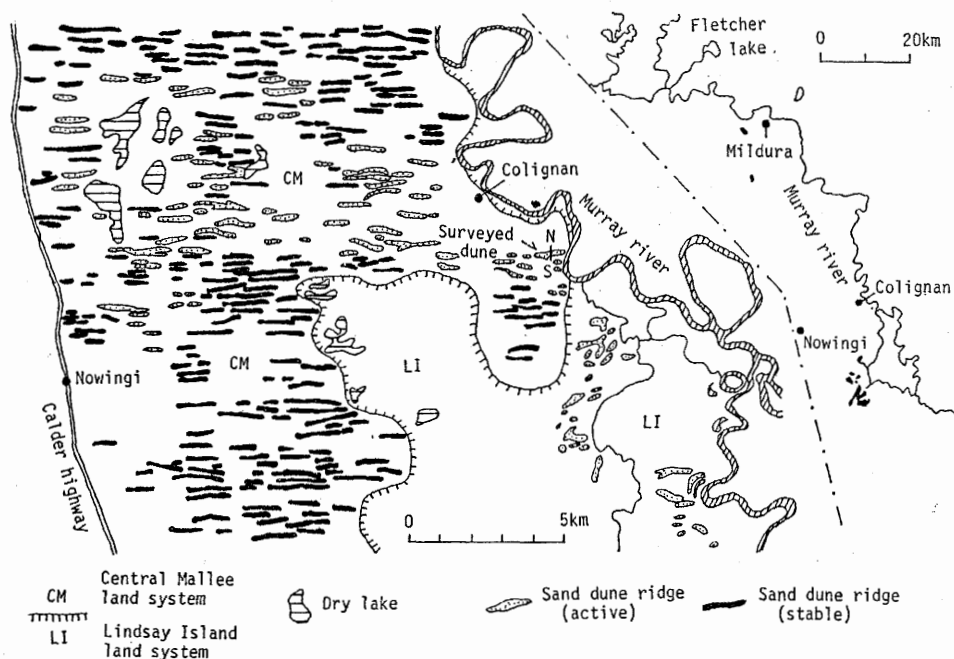 Fletcher
lake
0 20km
Mildura
Murray river
Colignan
Nowingi
CM
Colignan
Surveyed
dune
N
S
Murray river
LI
CM
Nowingi
LI
Calder highway
0 5km
CM Central Mallee
land system
LI Lindsay Island
land system
Dry lake
Sand dune ridge
(active)
Sand dune ridge
(stable)